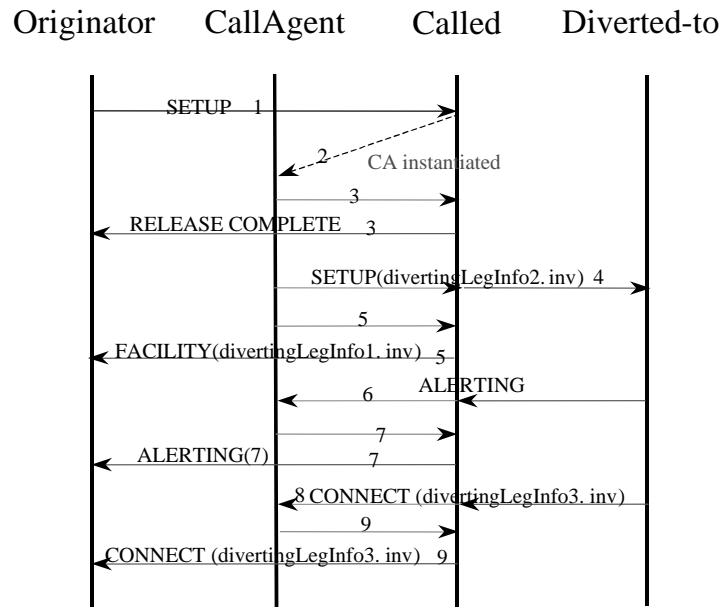 Originator CallAgent Called Diverted-to
SETUP 1
2
CA instantiated
3
RELEASE COMPLETE 3
SETUP(divertingLegInfo2. inv) 4
5
FACILITY(divertingLegInfo1. inv) 5
ALERTING
6
7
ALERTING(7) 7
8 CONNECT (divertingLegInfo3. inv)
9
CONNECT (divertingLegInfo3. inv) 9